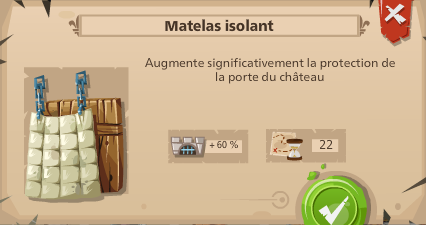 Matelas isolant
Augmente significativement la protection de
la porte du château
+60 %
22